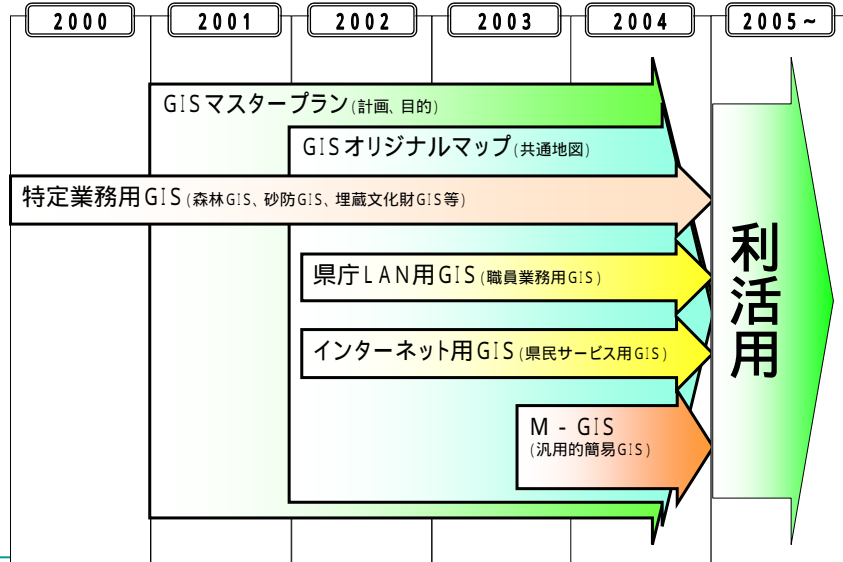 2000 2001 2002 2003 2004 2005~
GISマスタープラン(計画、目的)
GISオリジナルマップ(共通地図)
特定業務用GIS(森林GIS、砂防GIS、埋蔵文化財GIS等)
県庁LAN用GIS(職員業務用GIS)
インターネット用GIS(県民サービス用GIS)
M - GIS
(汎用的簡易GIS)
利活用